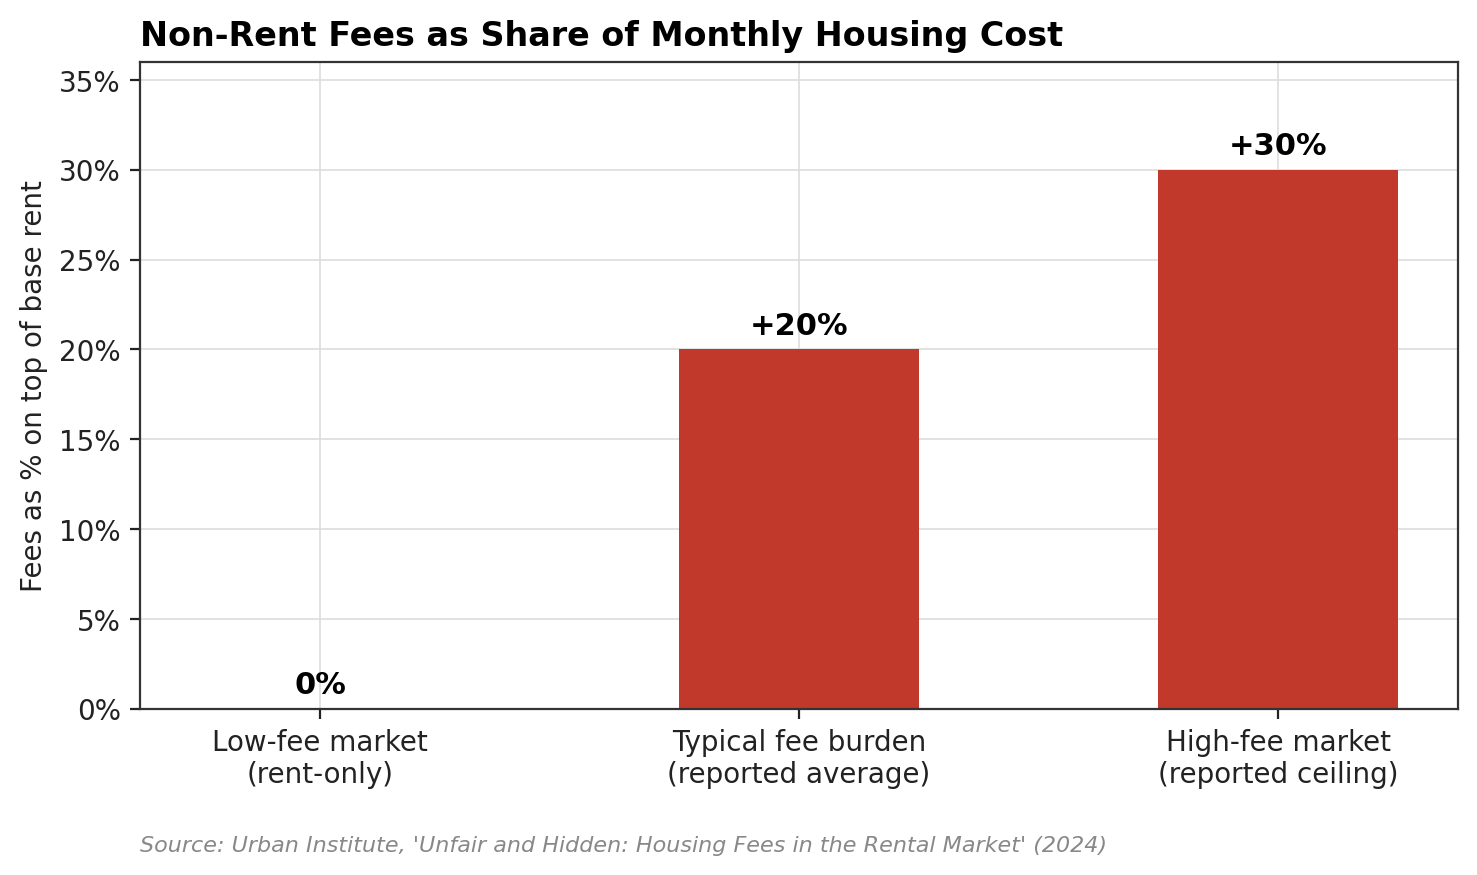 Non-Rent Fees as Share of Monthly Housing Cost
Fees as % on top of base rent
35%
30%
25%
20%
15%
10%
5%
0%
0%
+20%
+30%
Low-fee market
(rent-only)
Typical fee burden
(reported average)
High-fee market
(reported ceiling)
Source: Urban Institute, 'Unfair and Hidden: Housing Fees in the Rental Market' (2024)